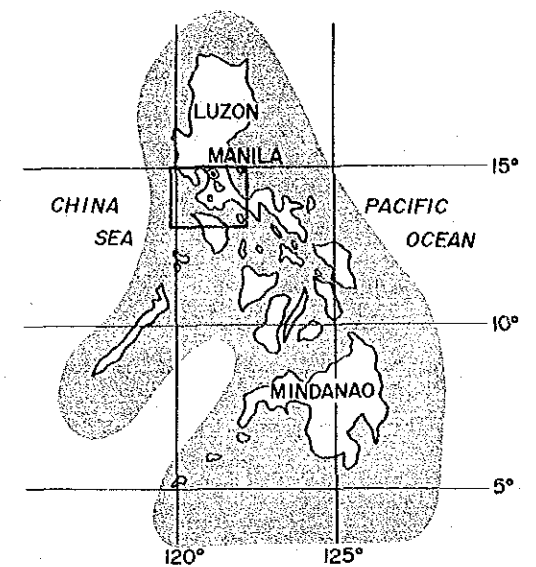 LUZON
MANILA
15°
CHINA
SEA
PACIFIC
OCEAN
10°
MINDANAO
5°
120°
125°